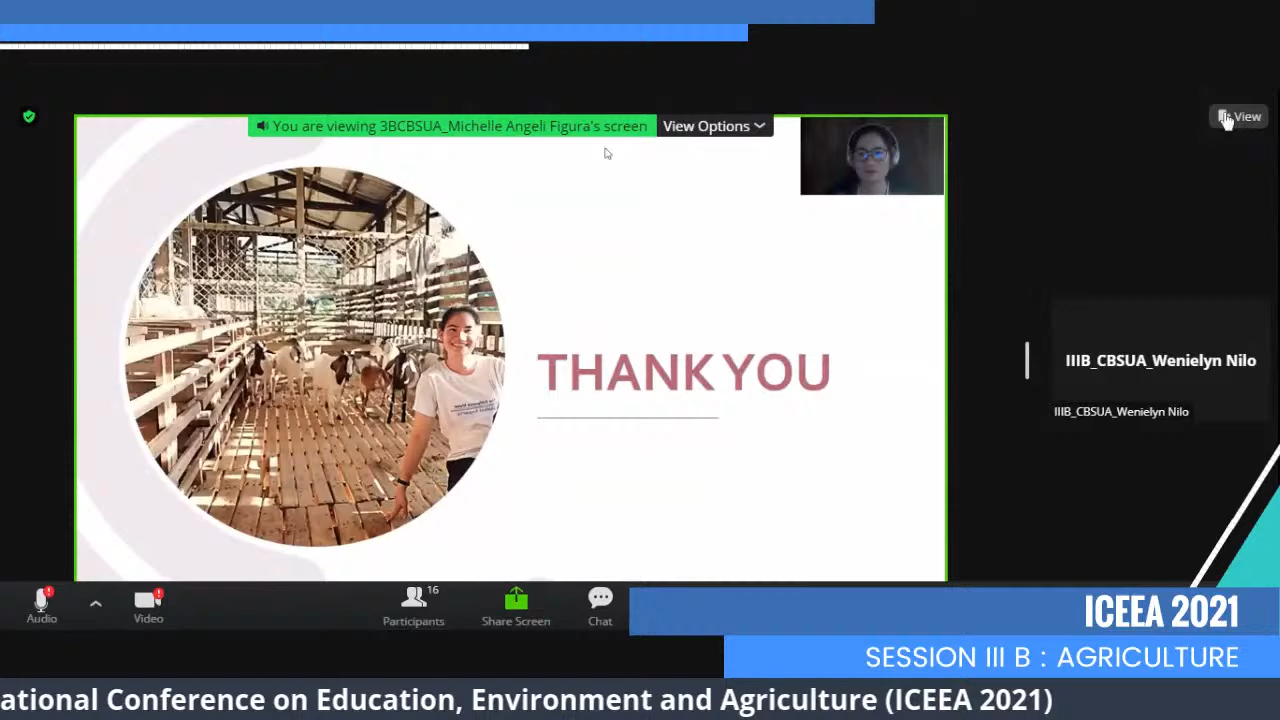 You are viewing 3BCBSUA_Michelle Angeli Figura's screen
View Options
View
THANK YOU
IIIB_CBSUA_Wenielyn Nilo
IIIB_CBSUA_Wenielyn Nilo
Audio
Video
16
Participants
Share Screen
Chat
ICEEA 2021
SESSION III B : AGRICULTURE
ational Conference on Education, Environment and Agriculture (ICEEA 2021)